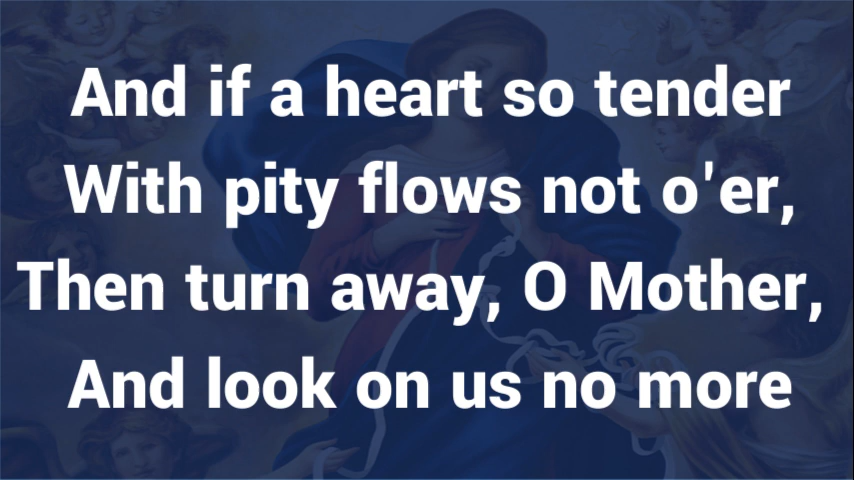 And if a heart so tender
With pity flows not o'er,
Then turn away, O Mother,
And look on us no more